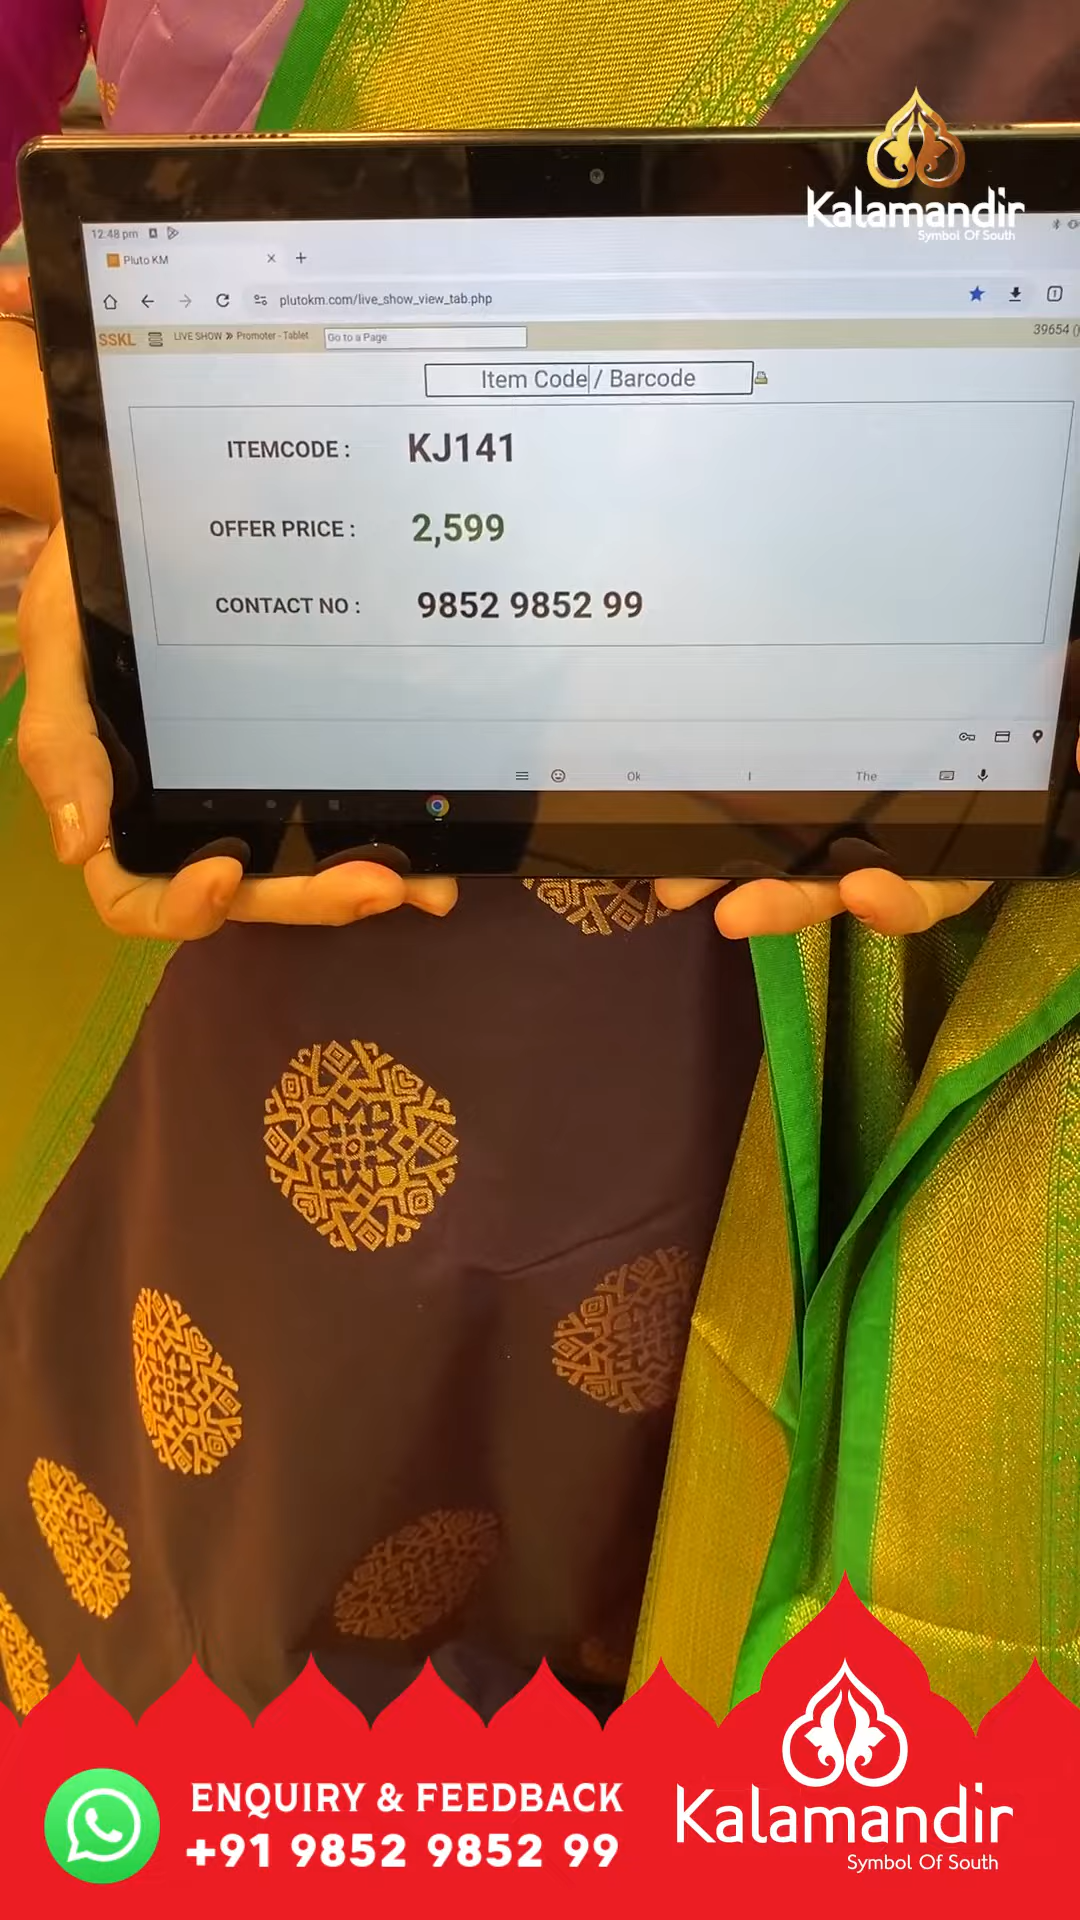 Kalamandir
Symbol Of South
12:48 pm
Pluto KM
plutokm.com/live_show_view_tab.php
SSKL
LIVE SHOW » Promoter - Tablet
Go to a Page
39654
Item Code / Barcode
ITEMCODE : KJ141
OFFER PRICE : 2,599
CONTACT NO : 9852 9852 99
Ok I The
ENQUIRY & FEEDBACK
+91 9852 9852 99
Kalamandir
Symbol Of South